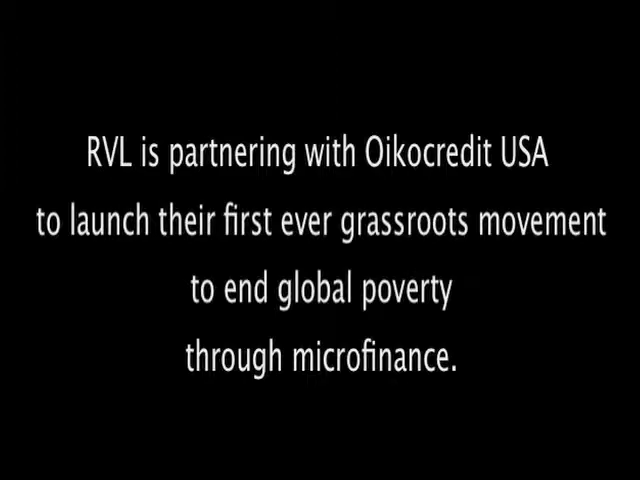 RVL is partnering with Oikocredit USA
to launch their first ever grassroots movement
to end global poverty
through microfinance.